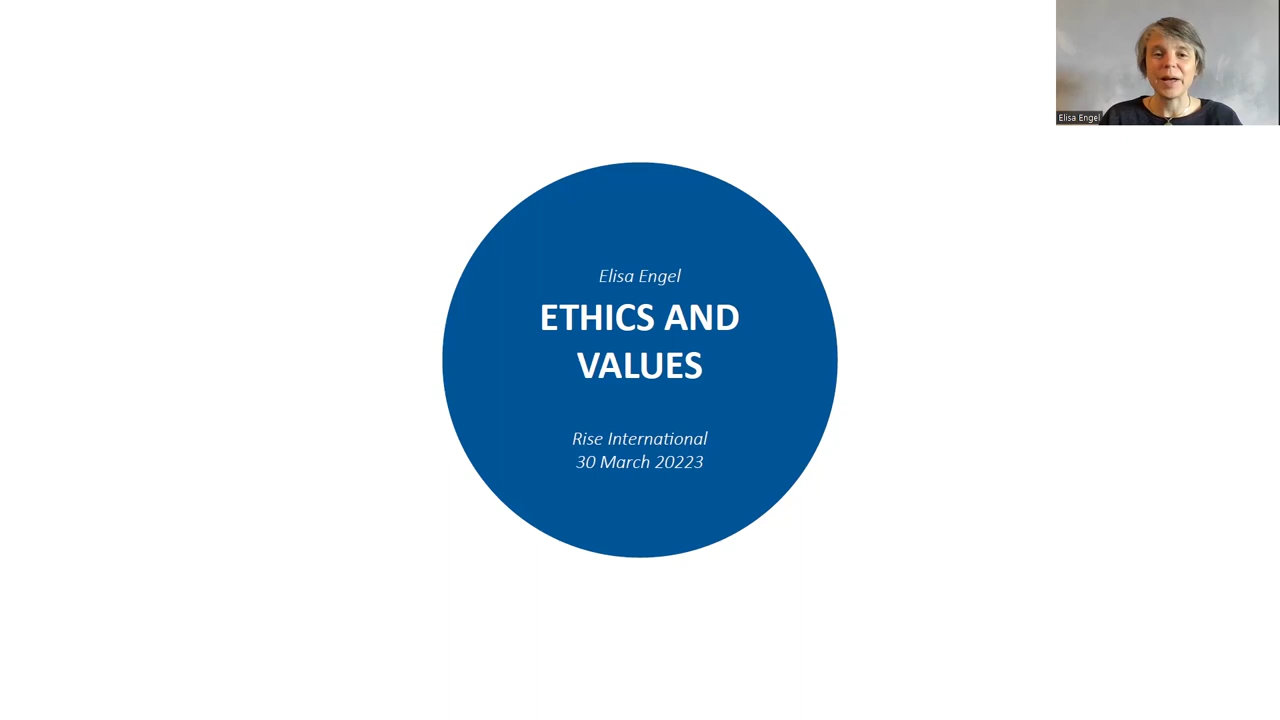 Elisa Engel
Elisa Engel
ETHICS AND
VALUES
Rise International
30 March 20223